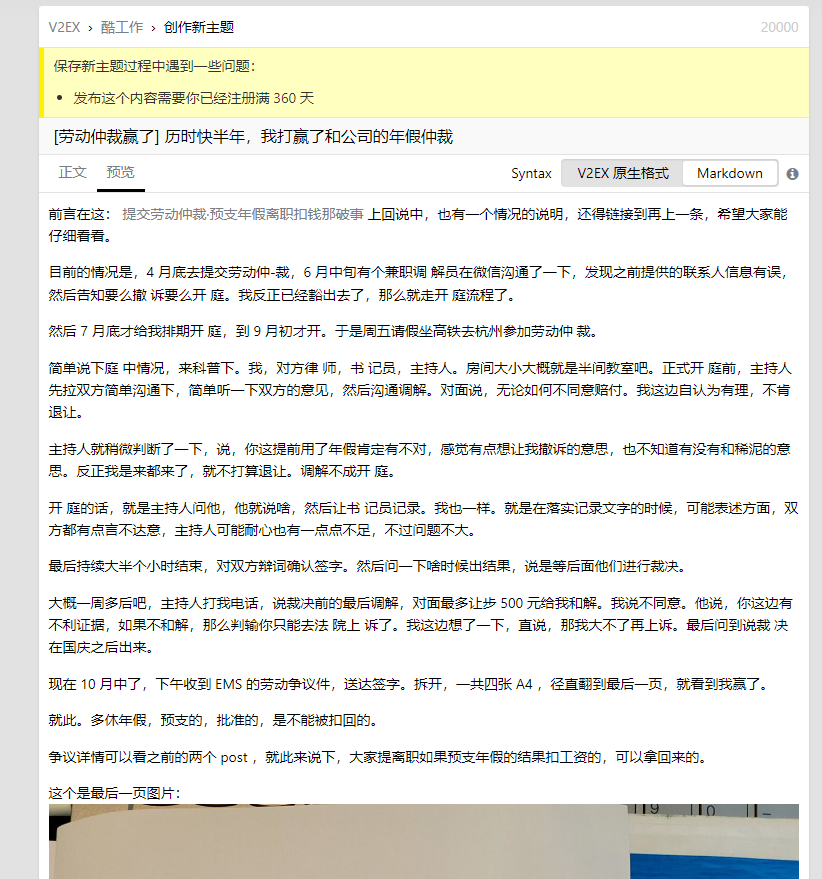 V2EX › 酷工作 › 创作新主题
20000
保存新主题过程中遇到一些问题：
• 发布这个内容需要你已经注册满 360 天
[劳动仲裁赢了] 历时快半年，我打赢了和公司的年假仲裁
正文 预览 Syntax V2EX 原生格式 Markdown
前言在这： 提交劳动仲裁·预支年假离职扣钱那破事 上回说中，也有一个情况的说明，还得链接到再上一条，希望大家能
仔细看看。
目前的情况是，4 月底去提交劳动仲-裁，6 月中旬有个兼职调 解员在微信沟通了一下，发现之前提供的联系人信息有误，
然后告知要么撤 诉要么开 庭。我反正已经豁出去了，那么就走开 庭流程了。
然后 7 月底才给我排期开 庭，到 9 月初才开。于是周五请假坐高铁去杭州参加劳动仲 裁。
简单说下庭 中情况，来科普下。我，对方律 师，书 记员，主持人。房间大小大概就是半间教室吧。正式开 庭前，主持人
先拉双方简单沟通下，简单听一下双方的意见，然后沟通调解。对面说，无论如何不同意赔付。我这边自认为有理，不肯
退让。
主持人就稍微判断了一下，说，你这提前用了年假肯定有不对，感觉有点想让我撤诉的意思，也不知道有没有和稀泥的意
思。反正我是来都来了，就不打算退让。调解不成开 庭。
开 庭的话，就是主持人问他，他就说啥，然后让书 记员记录。我也一样。就是在落实记录文字的时候，可能表述方面，双
方都有点言不达意，主持人可能耐心也有一点点不足，不过问题不大。
最后持续大半个小时结束，对双方辩词确认签字。然后问一下啥时候出结果，说是等后面他们进行裁决。
大概一周多后吧，主持人打我电话，说裁决前的最后调解，对面最多让步 500 元给我和解。我说不同意。他说，你这边有
不利证据，如果不和解，那么判输你只能去法 院上 诉了。我这边想了一下，直说，那我大不了再上诉。最后问到说裁 决
在国庆之后出来。
现在 10 月中了，下午收到 EMS 的劳动争议件，送达签字。拆开，一共四张 A4 ，径直翻到最后一页，就看到我赢了。
就此。多休年假，预支的，批准的，是不能被扣回的。
争议详情可以看之前的两个 post ，就此来说下，大家提离职如果预支年假的结果扣工资的，可以拿回来的。
这个是最后一页图片：